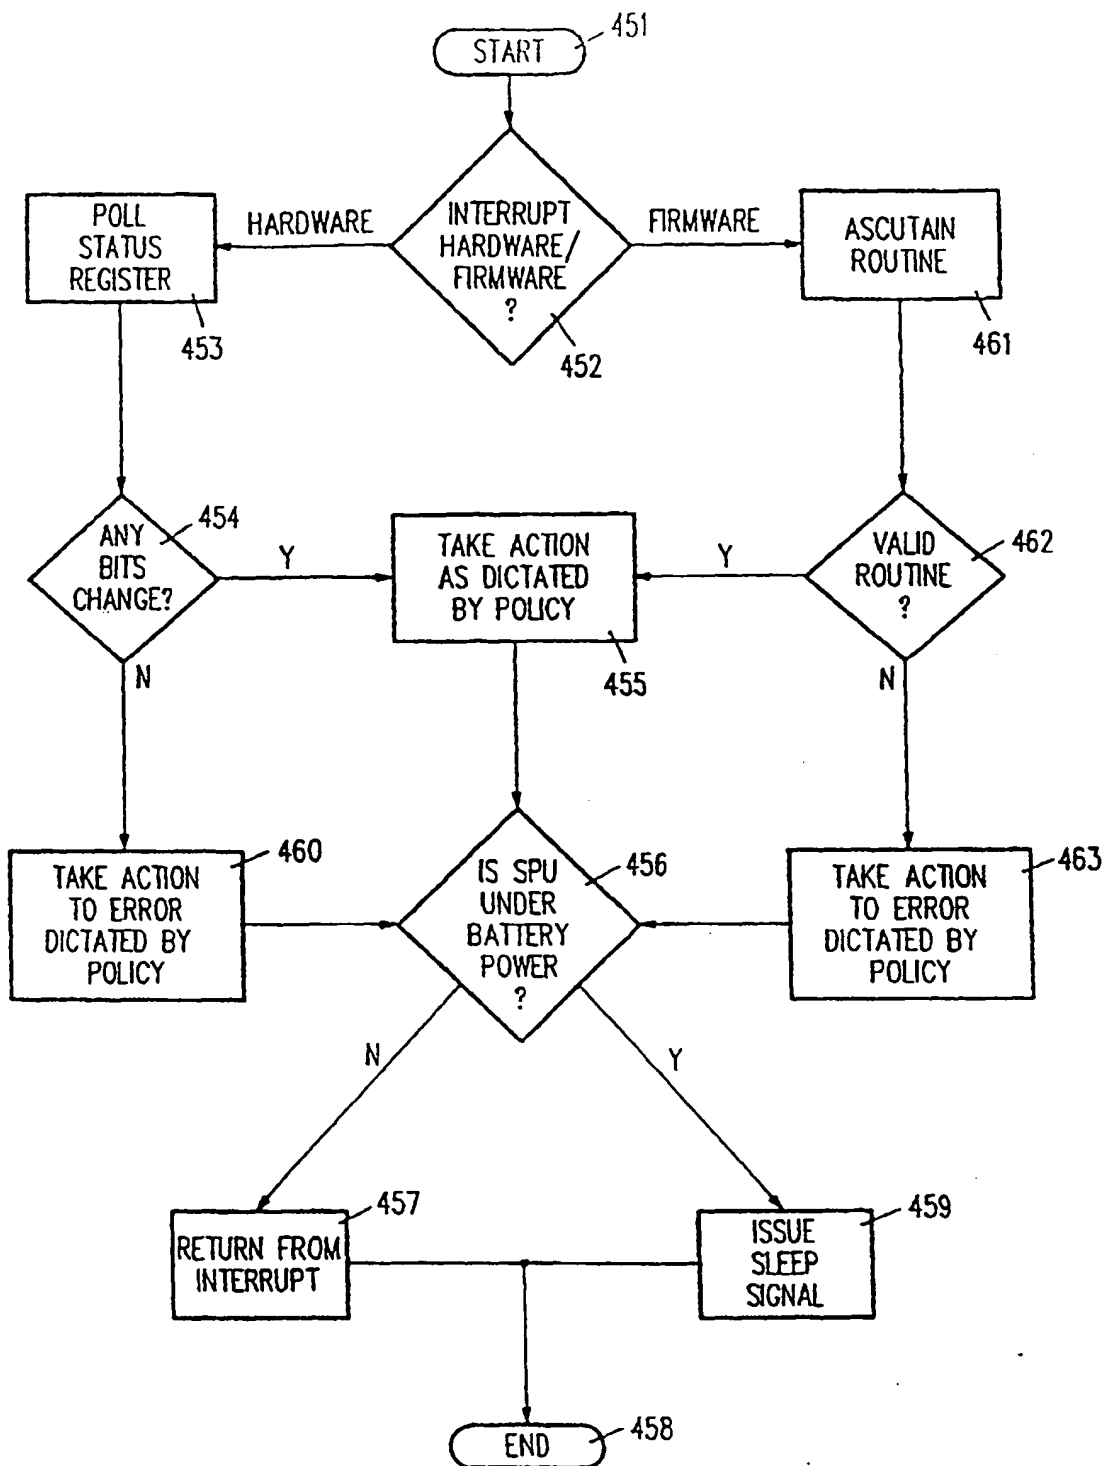 START
451
INTERRUPT
HARDWARE/
FIRMWARE
?
452
HARDWARE
FIRMWARE
POLL
STATUS
REGISTER
453
ASCUTAIN
ROUTINE
461
ANY
BITS
CHANGE?
454
Y
N
TAKE ACTION
AS DICTATED
BY POLICY
455
VALID
ROUTINE
?
462
Y
N
TAKE ACTION
TO ERROR
DICTATED BY
POLICY
460
IS SPU
UNDER
BATTERY
POWER
?
456
TAKE ACTION
TO ERROR
DICTATED BY
POLICY
463
N
Y
RETURN FROM
INTERRUPT
457
ISSUE
SLEEP
SIGNAL
459
END
458